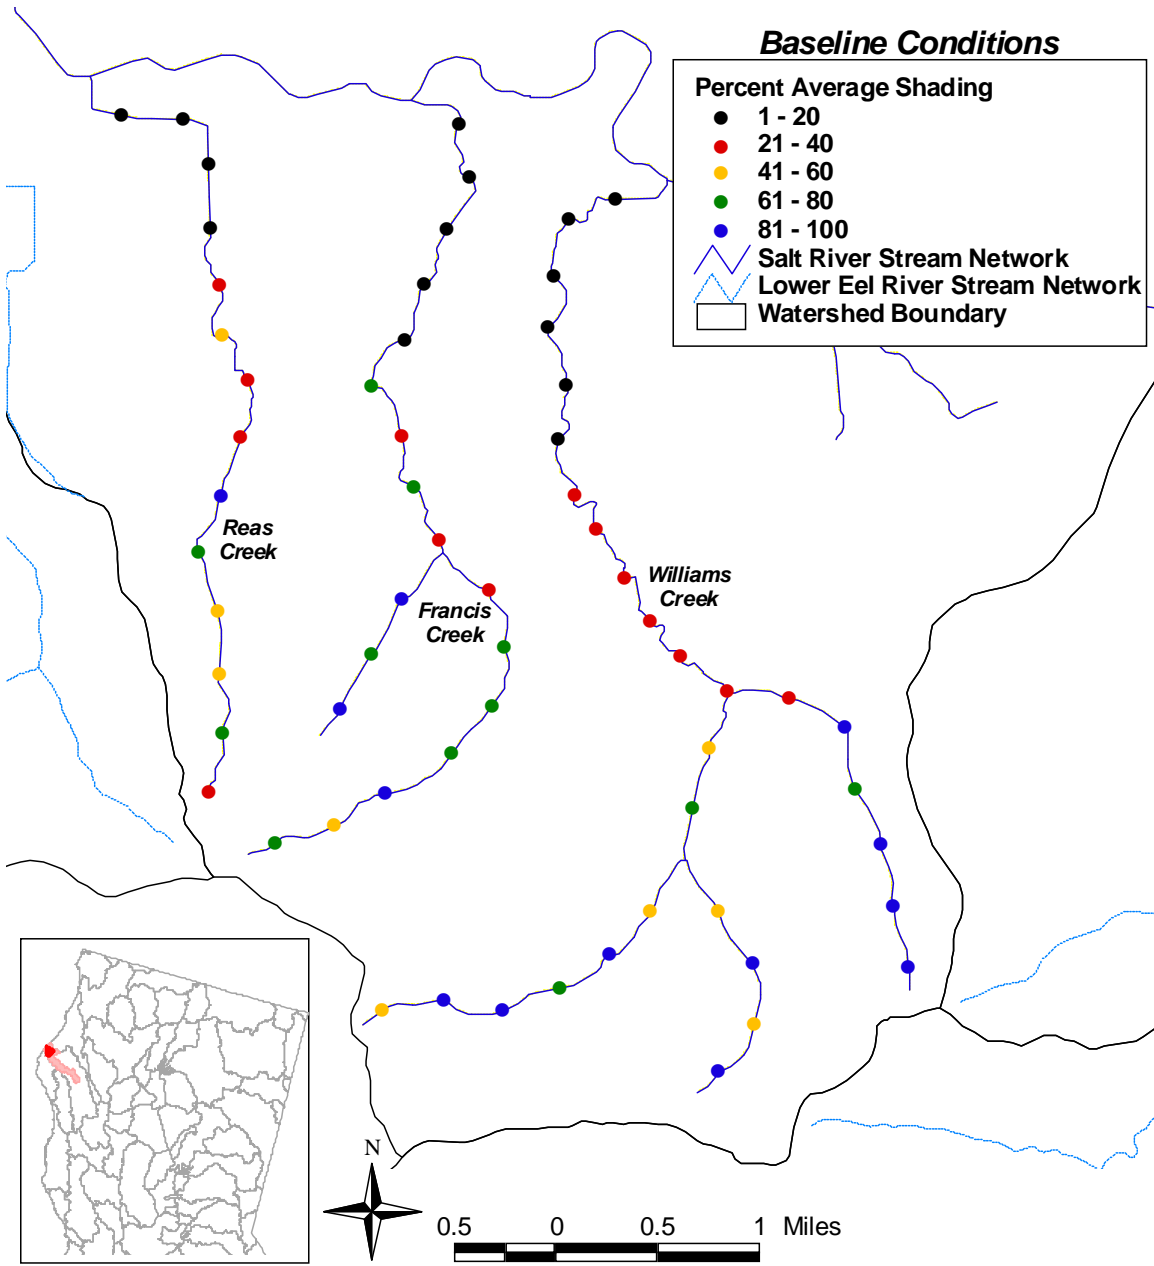 Baseline Conditions
Percent Average Shading
1 - 20
21 - 40
41 - 60
61 - 80
81 - 100
Salt River Stream Network
Lower Eel River Stream Network
Watershed Boundary
Reas
Creek
Francis
Creek
Williams
Creek
N
0.5 0 0.5 1 Miles